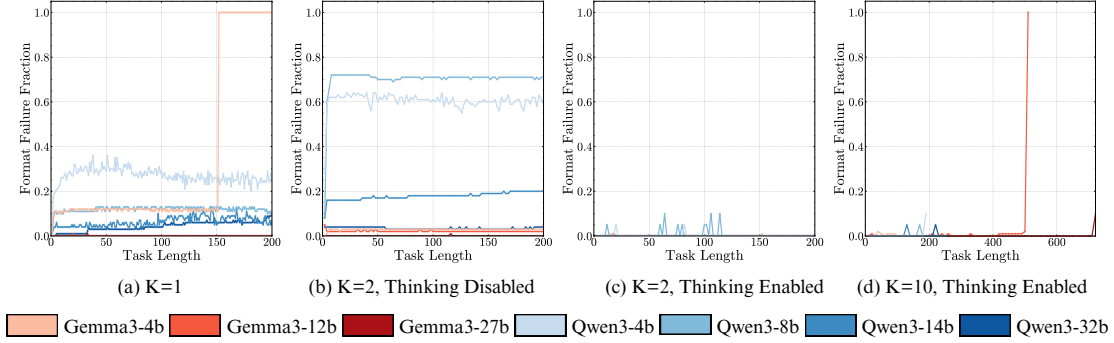 Format Failure Fraction
1.0
0.8
0.6
0.4
0.2
0.0
0 50 100 150 200
Task Length
(a) K=1
Format Failure Fraction
1.0
0.8
0.6
0.4
0.2
0.0
50 100 150 200
Task Length
(b) K=2, Thinking Disabled
Format Failure Fraction
1.0
0.8
0.6
0.4
0.2
0.0
0 50 100 150 200
Task Length
(c) K=2, Thinking Enabled
Format Failure Fraction
1.0
0.8
0.6
0.4
0.2
0.0
0 200 400 600
Task Length
(d) K=10, Thinking Enabled
Gemma3-4b Gemma3-12b Gemma3-27b Qwen3-4b Qwen3-8b Qwen3-14b Qwen3-32b